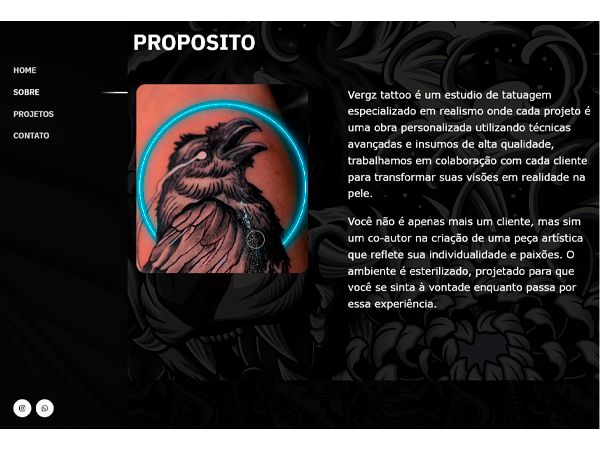 PROPOSITO
HOME
SOBRE
PROJETOS
CONTATO
Vergz tattoo é um estudio de tatuagem
especializado em realismo onde cada projeto é
uma obra personalizada utilizando técnicas
avançadas e insumos de alta qualidade,
trabalhamos em colaboração com cada cliente
para transformar suas visões em realidade na
pele.
Você não é apenas mais um cliente, mas sim
um co-autor na criação de uma peça artística
que reflete sua individualidade e paixões. O
ambiente é esterilizado, projetado para que
você se sinta à vontade enquanto passa por
essa experiência.